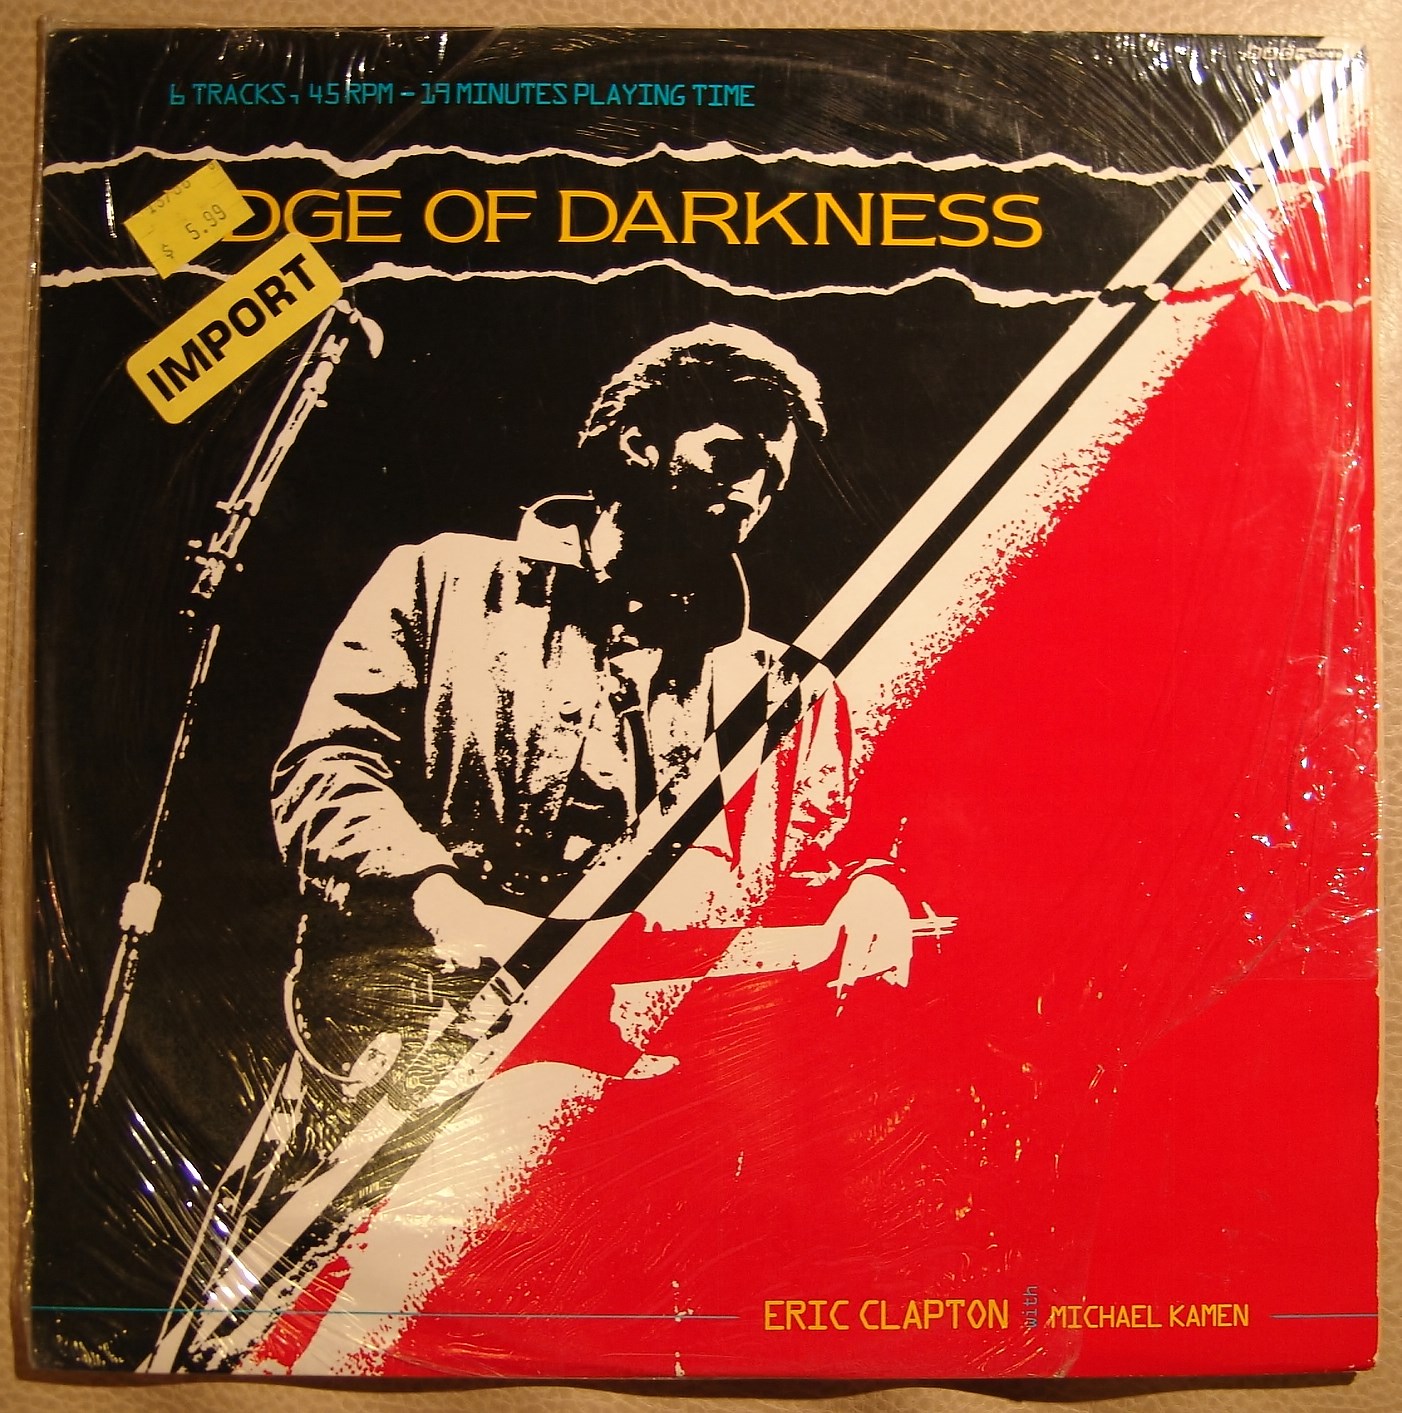 6 TRACKS, 45 RPM - 19 MINUTES PLAYING TIME
DGE OF DARKNESS
$ 5.99
IMPORT
ERIC CLAPTON with MICHAEL KAMEN